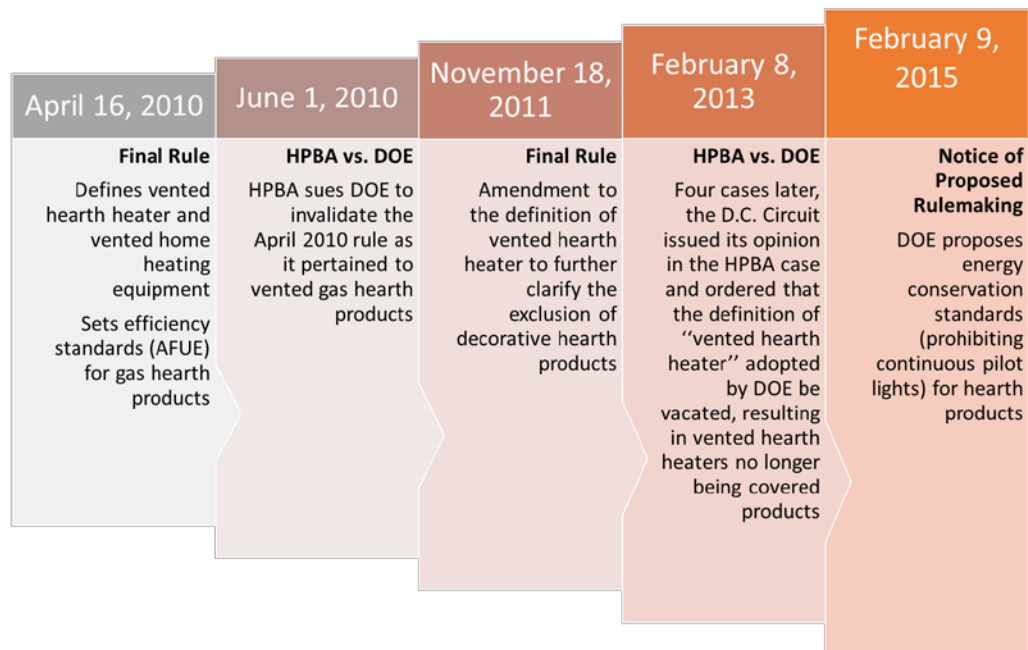 April 16, 2010
Final Rule
Defines vented
hearth heater and
vented home
heating
equipment
Sets efficiency
standards (AFUE)
for gas hearth
products
June 1, 2010
HPBA vs. DOE
HPBA sues DOE to
invalidate the
April 2010 rule as
it pertained to
vented gas hearth
products
November 18,
2011
Final Rule
Amendment to
the definition of
vented hearth
heater to further
clarify the
exclusion of
decorative hearth
products
February 8,
2013
HPBA vs. DOE
Four cases later,
the D.C. Circuit
issued its opinion
in the HPBA case
and ordered that
the definition of
‘‘vented hearth
heater’’ adopted
by DOE be
vacated, resulting
in vented hearth
heaters no longer
being covered
products
February 9,
2015
Notice of
Proposed
Rulemaking
DOE proposes
energy
conservation
standards
(prohibiting
continuous pilot
lights) for hearth
products